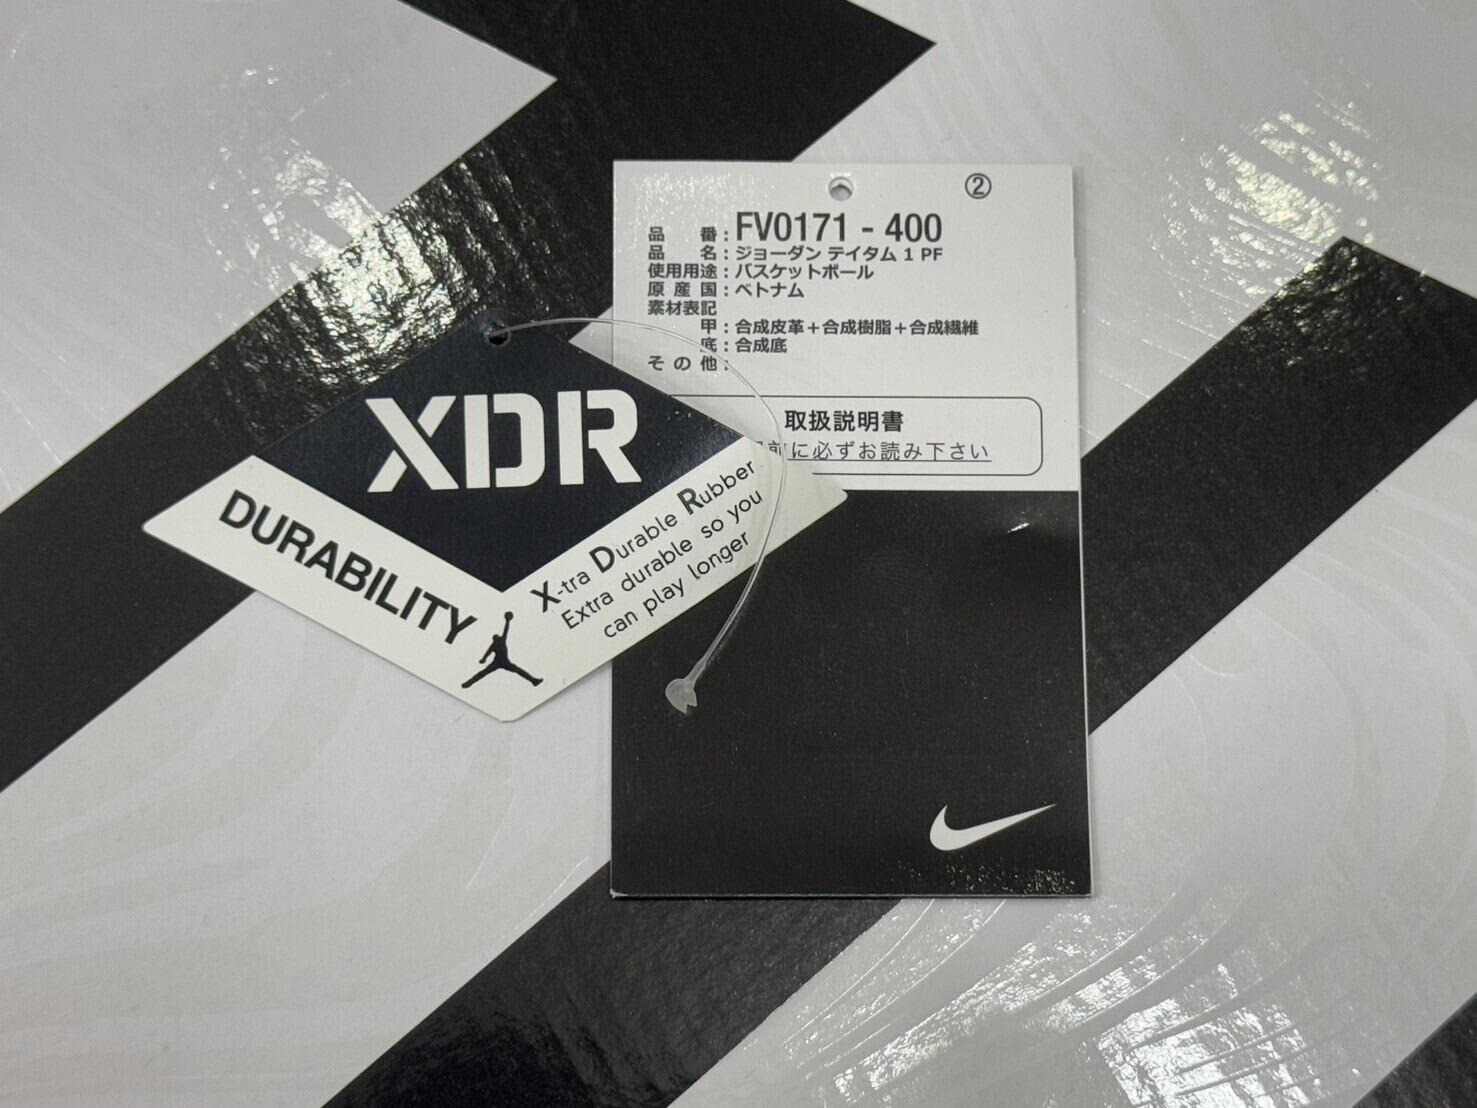 ②
品番：FV0171 - 400
品名：ジョーダン テイタム 1 PF
使用用途：バスケットボール
原産国：ベトナム
素材表記
甲：合成皮革＋合成樹脂＋合成繊維
底：合成底
その他：
取扱説明書
前に必ずお読み下さい
XDR
DURABILITY
X-tra Durable Rubber
Extra durable so you
can play longer